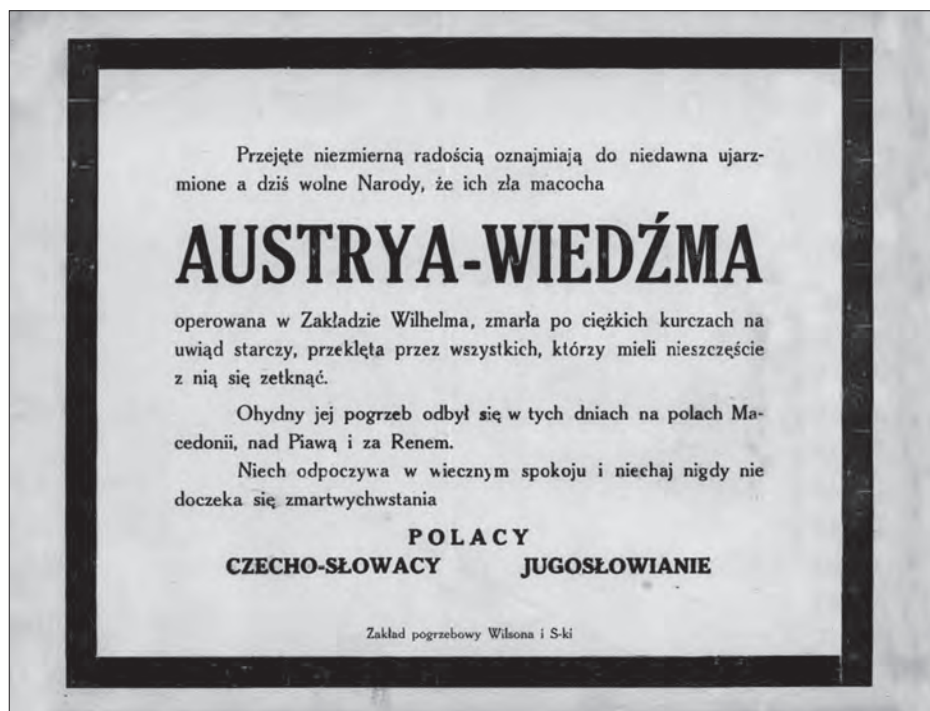 Przejęte niezmierną radością oznajmiają do niedawna ujarz-
mione a dziś wolne Narody, że ich zła macocha
AUSTRYA-WIEDŹMA
operowana w Zakładzie Wilhelma, zmarła po ciężkich kurczach na
uwiąd starczy, przeklęta przez wszystkich, którzy mieli nieszczęście
z nią się zetknąć.
Ohydny jej pogrzeb odbył się w tych dniach na polach Ma-
cedonii, nad Piawą i za Renem.
Niech odpoczywa w wiecznym spokoju i niechaj nigdy nie
doczeka się zmartwychwstania
POLACY
CZECHO-SŁOWACY JUGOSŁOWIANIE
Zakład pogrzebowy Wilsona i S-ki